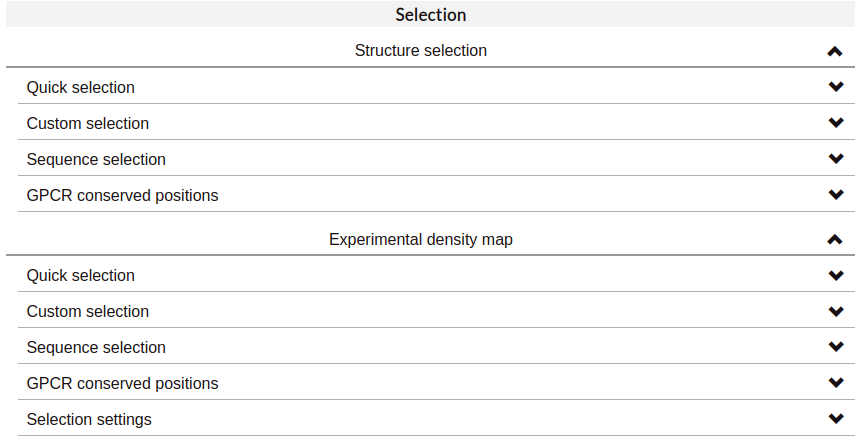 Selection
Structure selection
Quick selection
Custom selection
Sequence selection
GPCR conserved positions
Experimental density map
Quick selection
Custom selection
Sequence selection
GPCR conserved positions
Selection settings